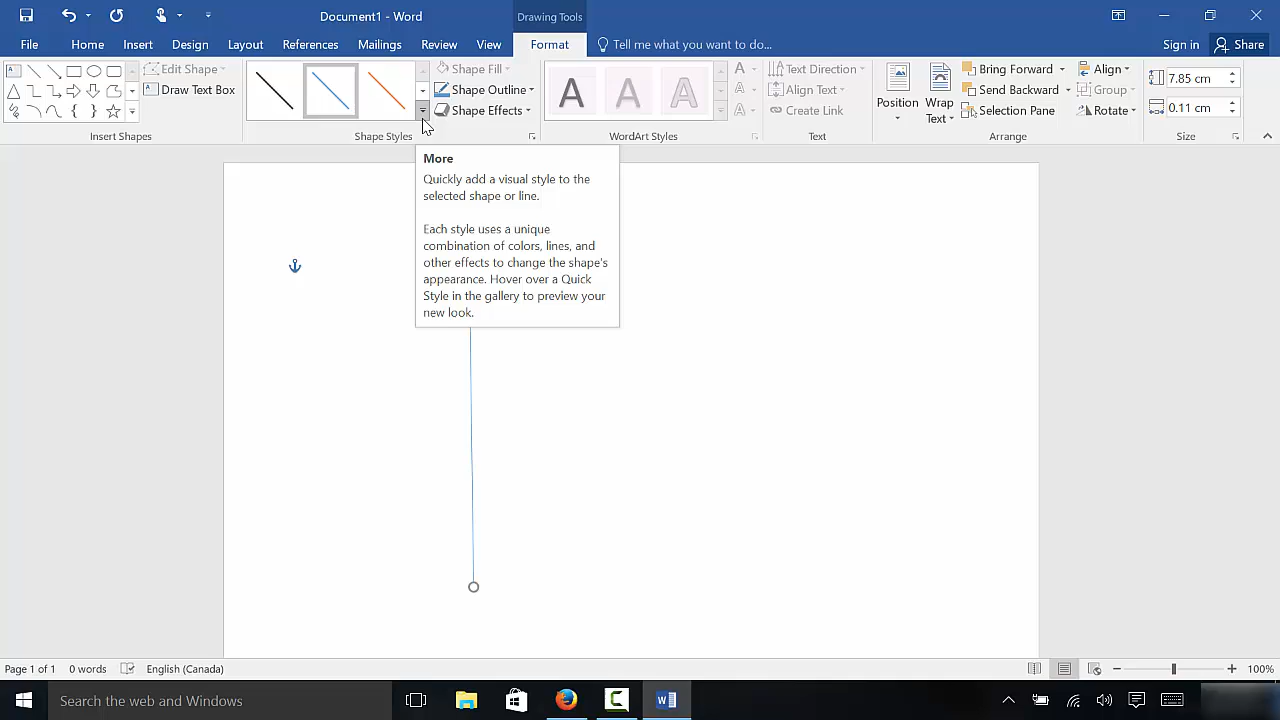 Document1 - Word
Drawing Tools
File
Home
Insert
Design
Layout
References
Mailings
Review
View
Format
Tell me what you want to do...
Sign in
Share
Edit Shape
Draw Text Box
Insert Shapes
Shape Fill
Shape Outline
Shape Effects
Shape Styles
A A A
WordArt Styles
A
A
A
Text Direction
Align Text
Create Link
Text
Position
Wrap
Text
Bring Forward
Send Backward
Selection Pane
Align
Group
Rotate
Arrange
7.85 cm
0.11 cm
Size
More
Quickly add a visual style to the
selected shape or line.
Each style uses a unique
combination of colors, lines, and
other effects to change the shape's
appearance. Hover over a Quick
Style in the gallery to preview your
new look.
Page 1 of 1
0 words
English (Canada)
100%
Search the web and Windows